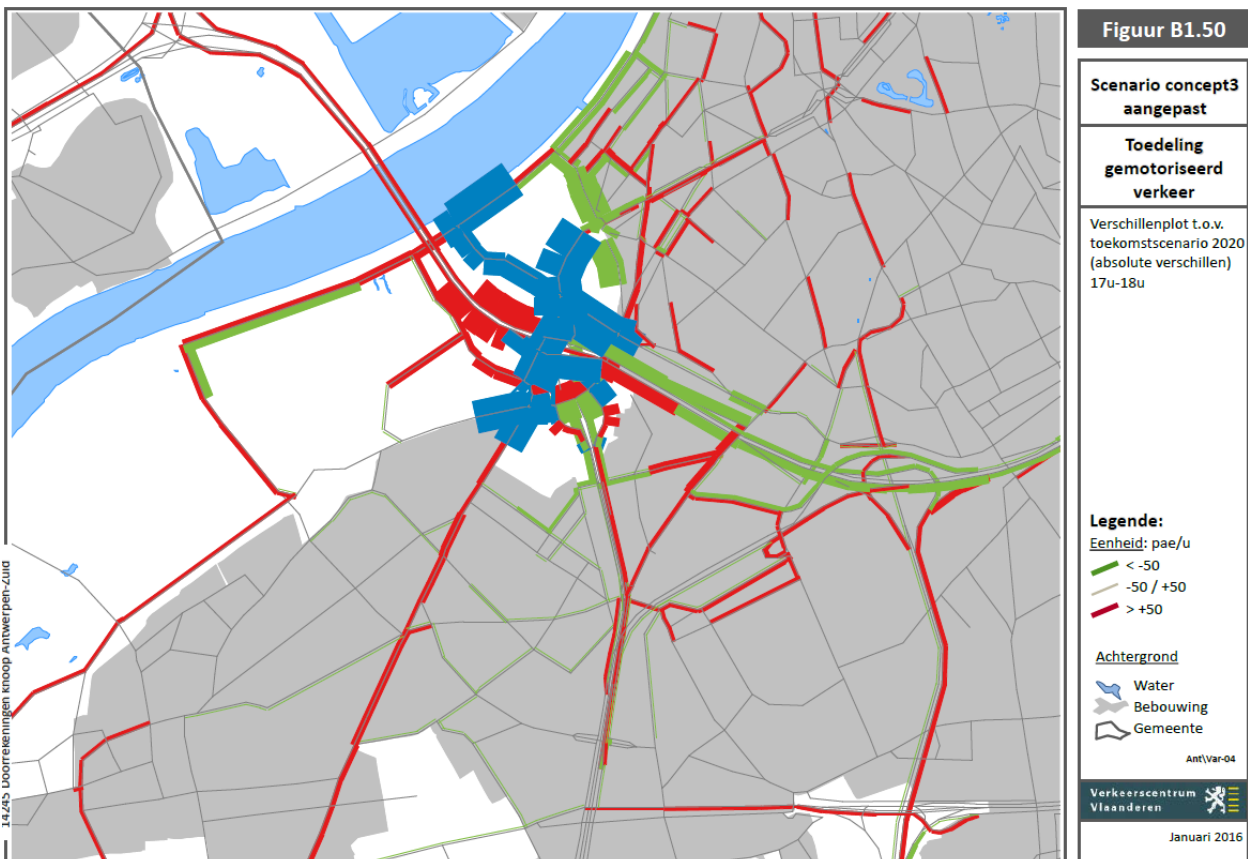 Figuur B1.50
Scenario concept3
aangepast
Toedeling
gemotoriseerd
verkeer
Verschillenplot t.o.v.
toekomstscenario 2020
(absolute verschillen)
17u-18u
Legende:
Eenheid: pae/u
< -50
-50 / +50
> +50
Achtergrond
Water
Bebouwing
Gemeente
Ant\Var-04
Verkeerscentrum
Vlaanderen
Januari 2016
14245 Doorrekeningen knoop Antwerpen-Zuid